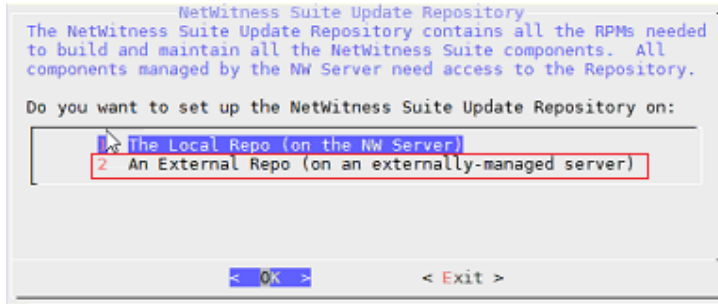 NetWitness Suite Update Repository
The NetWitness Suite Update Repository contains all the RPMs needed
to build and maintain all the NetWitness Suite components.  All
components managed by the NW Server need access to the Repository.
Do you want to set up the NetWitness Suite Update Repository on:
1 The Local Repo (on the NW Server)
2 An External Repo (on an externally-managed server)
< OK > < Exit >